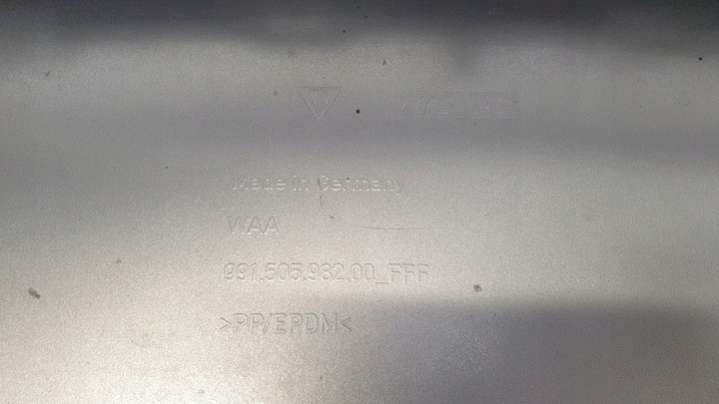 Made in Germany
WAA
991.505.982.00_FFF
>PP/EPDM<